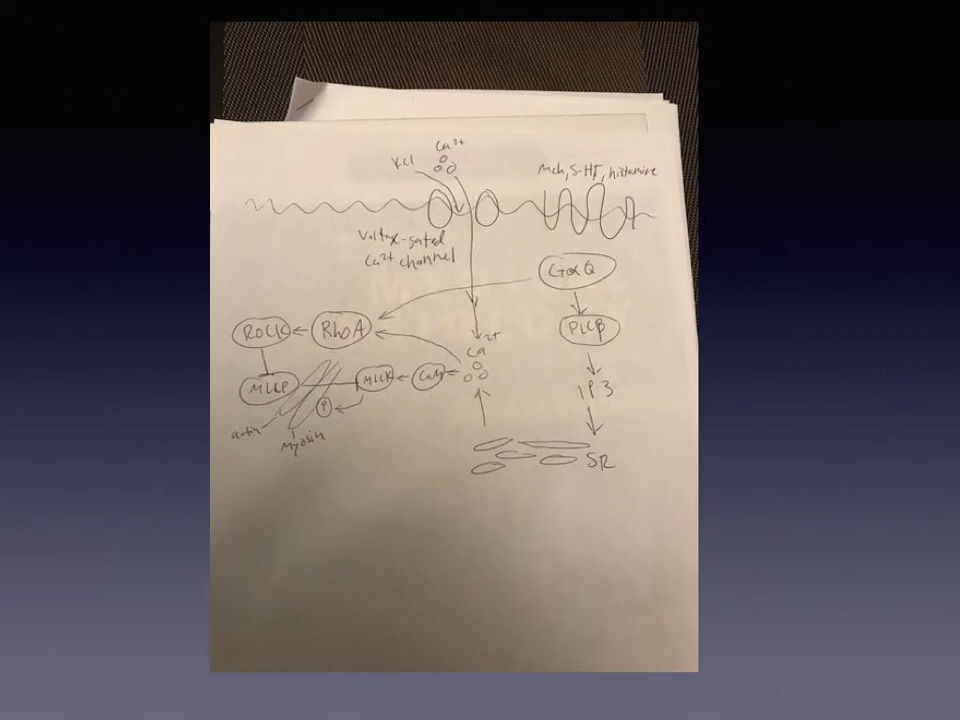 Ca2+
KCl
Mch, 5-HT, histamine
Voltage-gated
Ca2+ channel
GαQ
ROCK
RhoA
PLCβ
Ca2+
MLCP
MLCK
CaM
IP3
P
actin
Myosin
SR